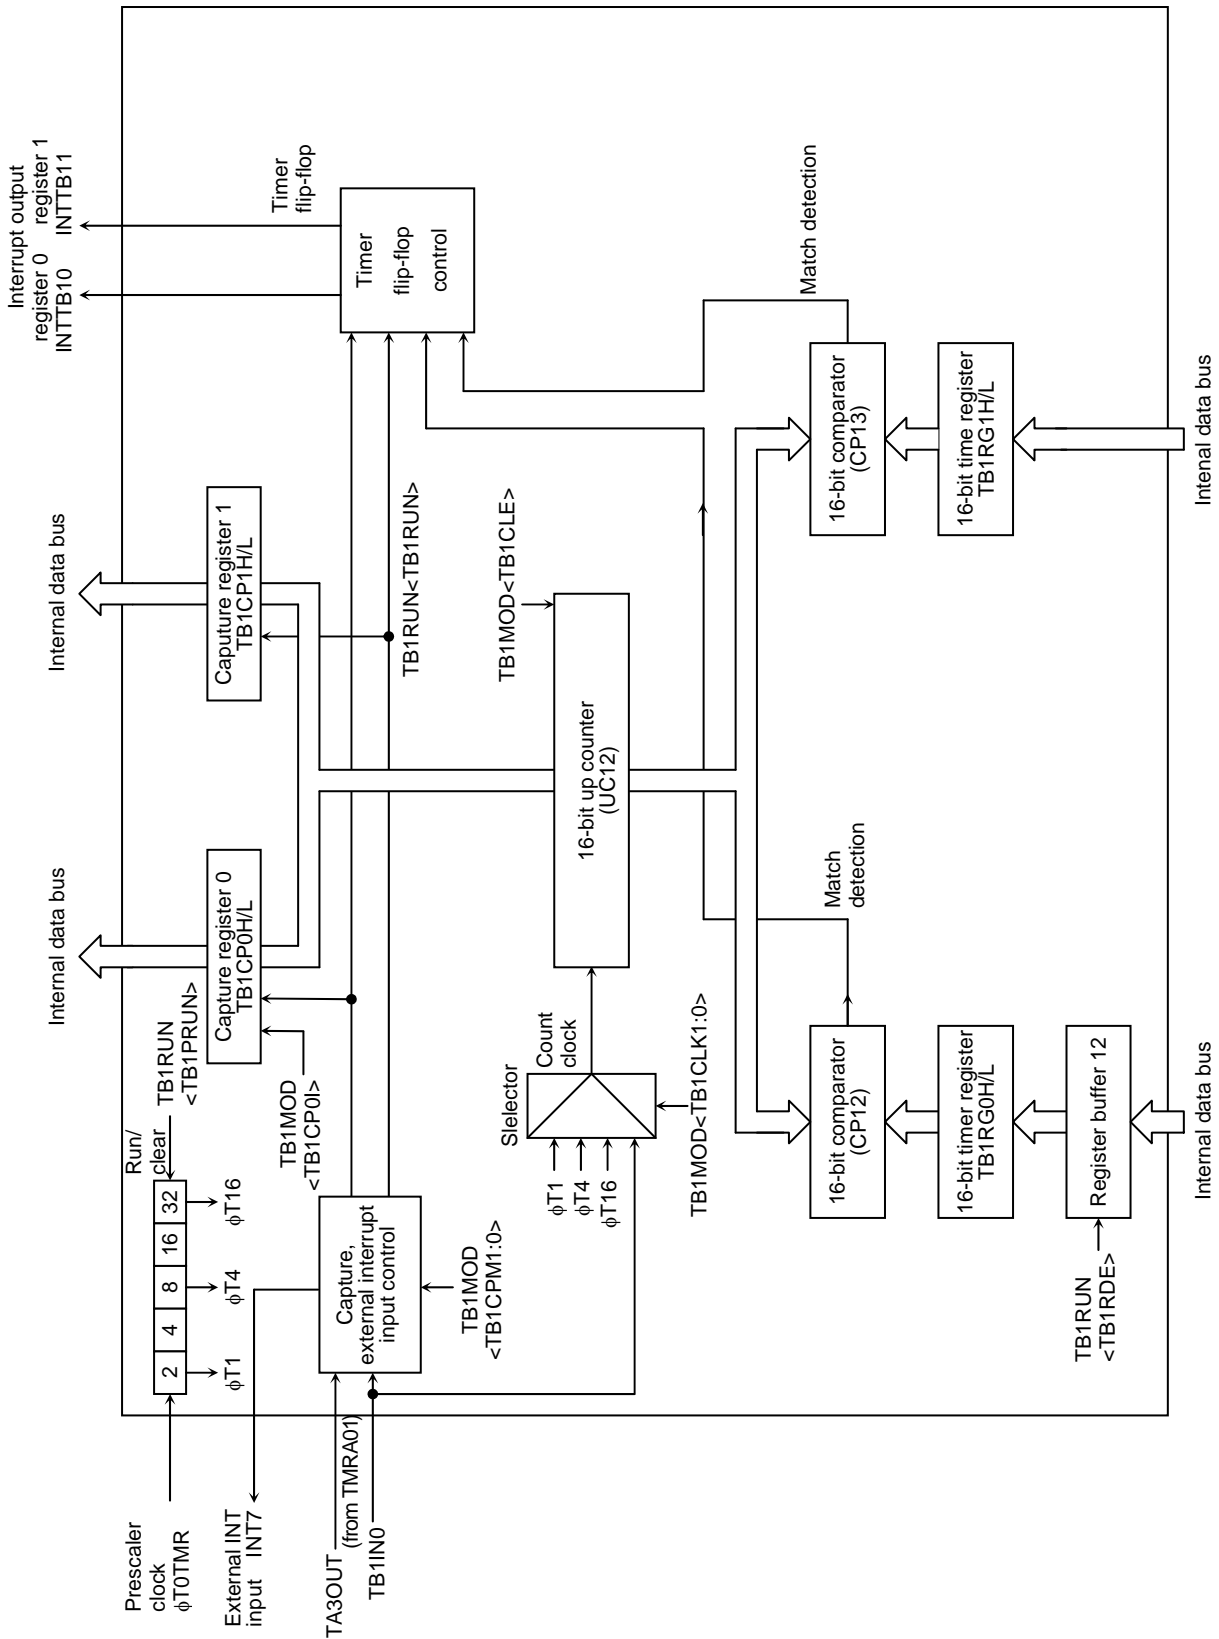 Prescaler
clock
φT0TMR
2 4 8 16 32
Run/
clear
TB1RUN
<TB1PRUN>
φT1
φT4
φT16
External INT
input INT7
TA3OUT
(from TMRA01)
TB1IN0
Capture,
external interrupt
input control
TB1MOD
<TB1CPM1:0>
TB1MOD
<TB1CP0I>
Internal data bus
Capture register 0
TB1CP0H/L
Internal data bus
Caputure register 1
TB1CP1H/L
TB1RUN<TB1RUN>
Interrupt output
register 0 register 1
INTTB10 INTTB11
Timer
flip-flop
Timer
flip-flop
control
Slelector
φT1
φT4
φT16
Count
clock
TB1MOD<TB1CLK1:0>
16-bit up counter
(UC12)
TB1MOD<TB1CLE>
Match
detection
Match detection
16-bit comparator
(CP12)
16-bit timer register
TB1RG0H/L
Register buffer 12
TB1RUN
<TB1RDE>
Internal data bus
16-bit comparator
(CP13)
16-bit time register
TB1RG1H/L
Intenal data bus